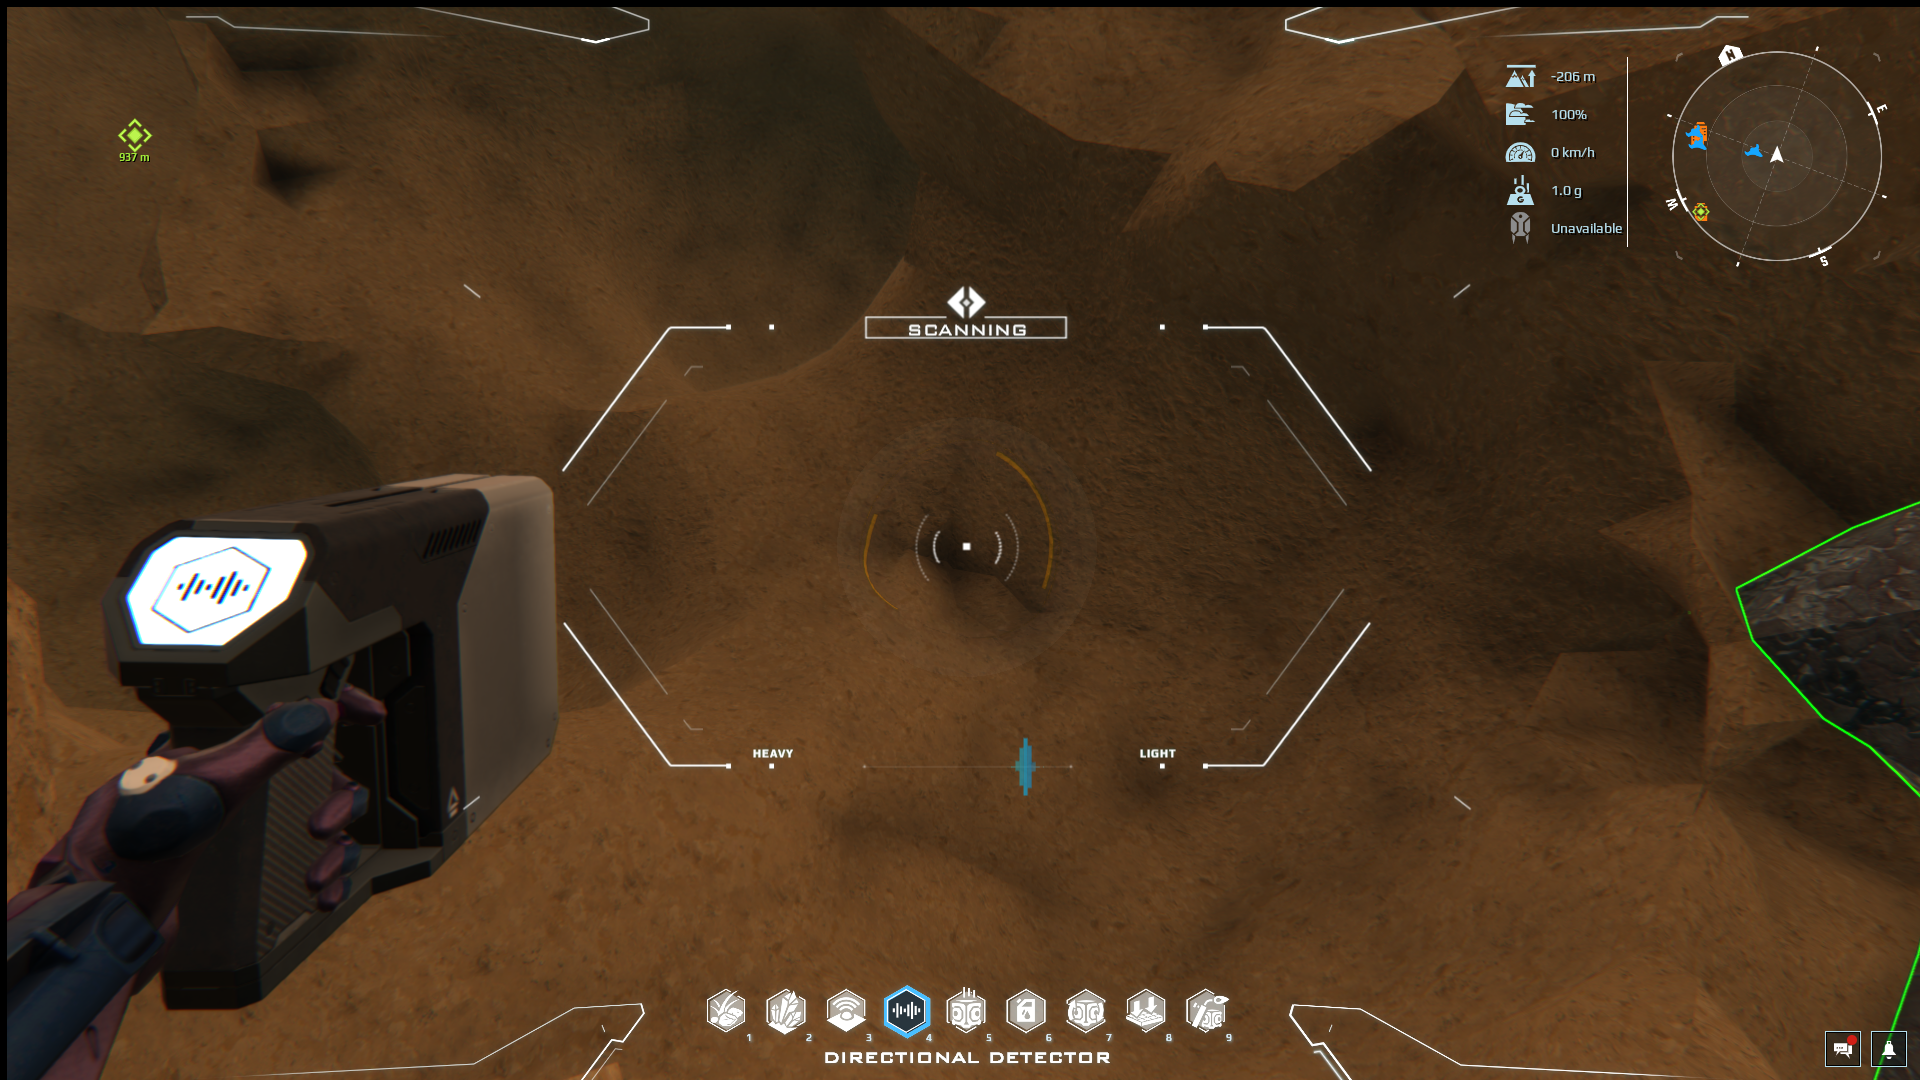 937 m
-206 m
100%
0 km/h
1.0 g
Unavailable
N
E
W
S
SCANNING
HEAVY
LIGHT
G
1
2
3
4
5
6
7
8
9
DIRECTIONAL DETECTOR